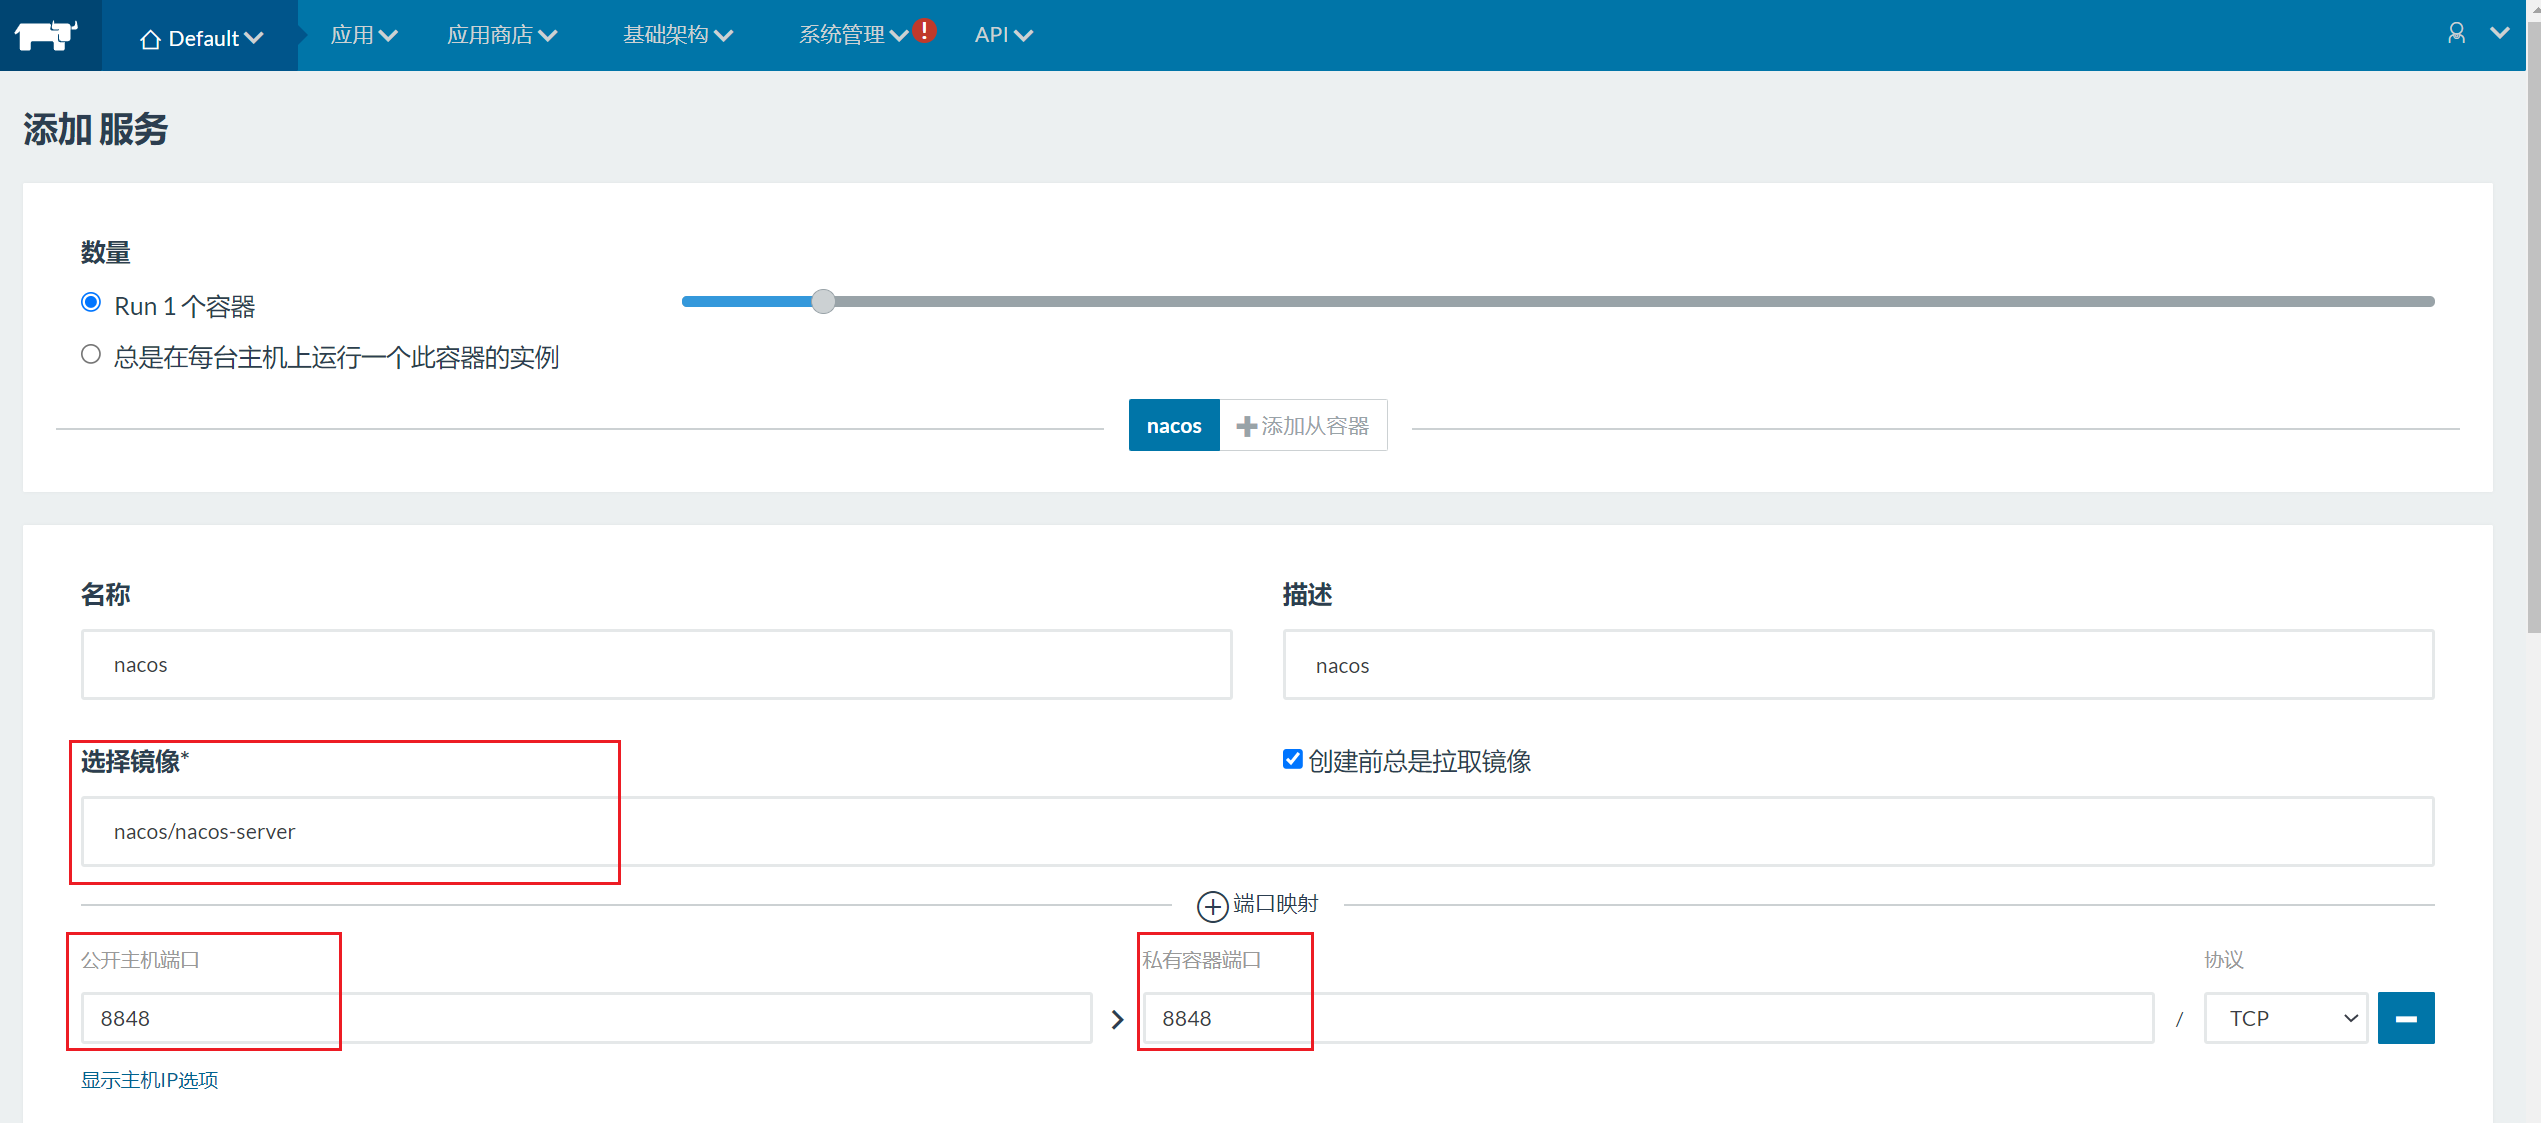 Default 应用 应用商店 基础架构 系统管理 ! API
添加 服务
数量
Run 1 个容器
总是在每台主机上运行一个此容器的实例
nacos 添加从容器
名称 描述
nacos nacos
选择镜像* 创建前总是拉取镜像
nacos/nacos-server
端口映射
公开主机端口 私有容器端口 协议
8848 8848 / TCP
显示主机IP选项